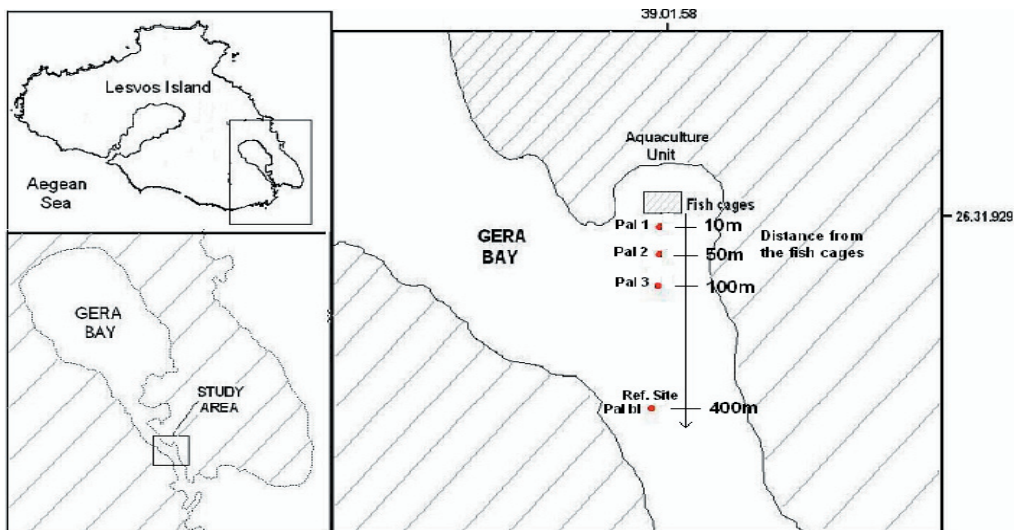 Lesvos Island
Aegean
Sea
GERA
BAY
STUDY
AREA
39.01.58
Aquaculture
Unit
Fish cages
26.31.929
Pal 1
10m
Distance from
the fish cages
GERA
BAY
Pal 2
50m
Pal 3
100m
Ref. Site
Pal bl
400m